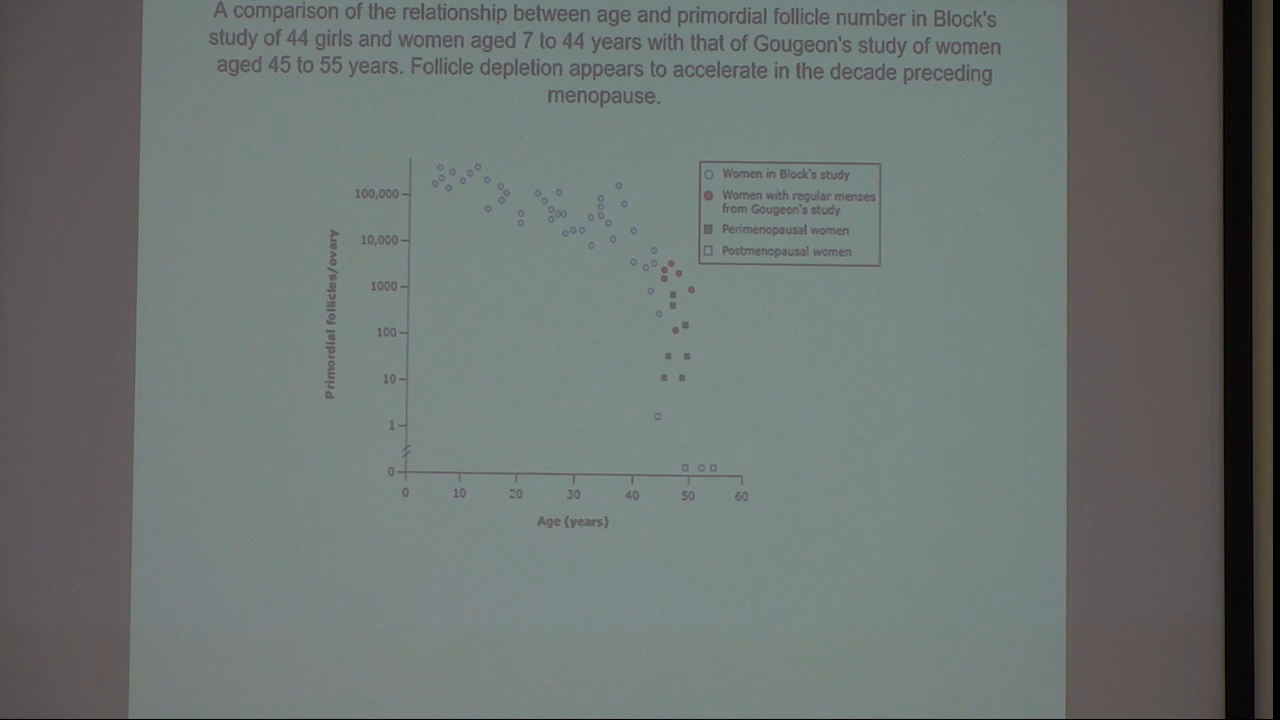 A comparison of the relationship between age and primordial follicle number in Block's
study of 44 girls and women aged 7 to 44 years with that of Gougeon's study of women
aged 45 to 55 years. Follicle depletion appears to accelerate in the decade preceding
menopause.
Women in Block's study
Women with regular menses
from Gougeon's study
Perimenopausal women
Postmenopausal women
Primordial follicles/ovary
100,000
10,000
1000
100
10
1
0
0 10 20 30 40 50 60
Age (years)